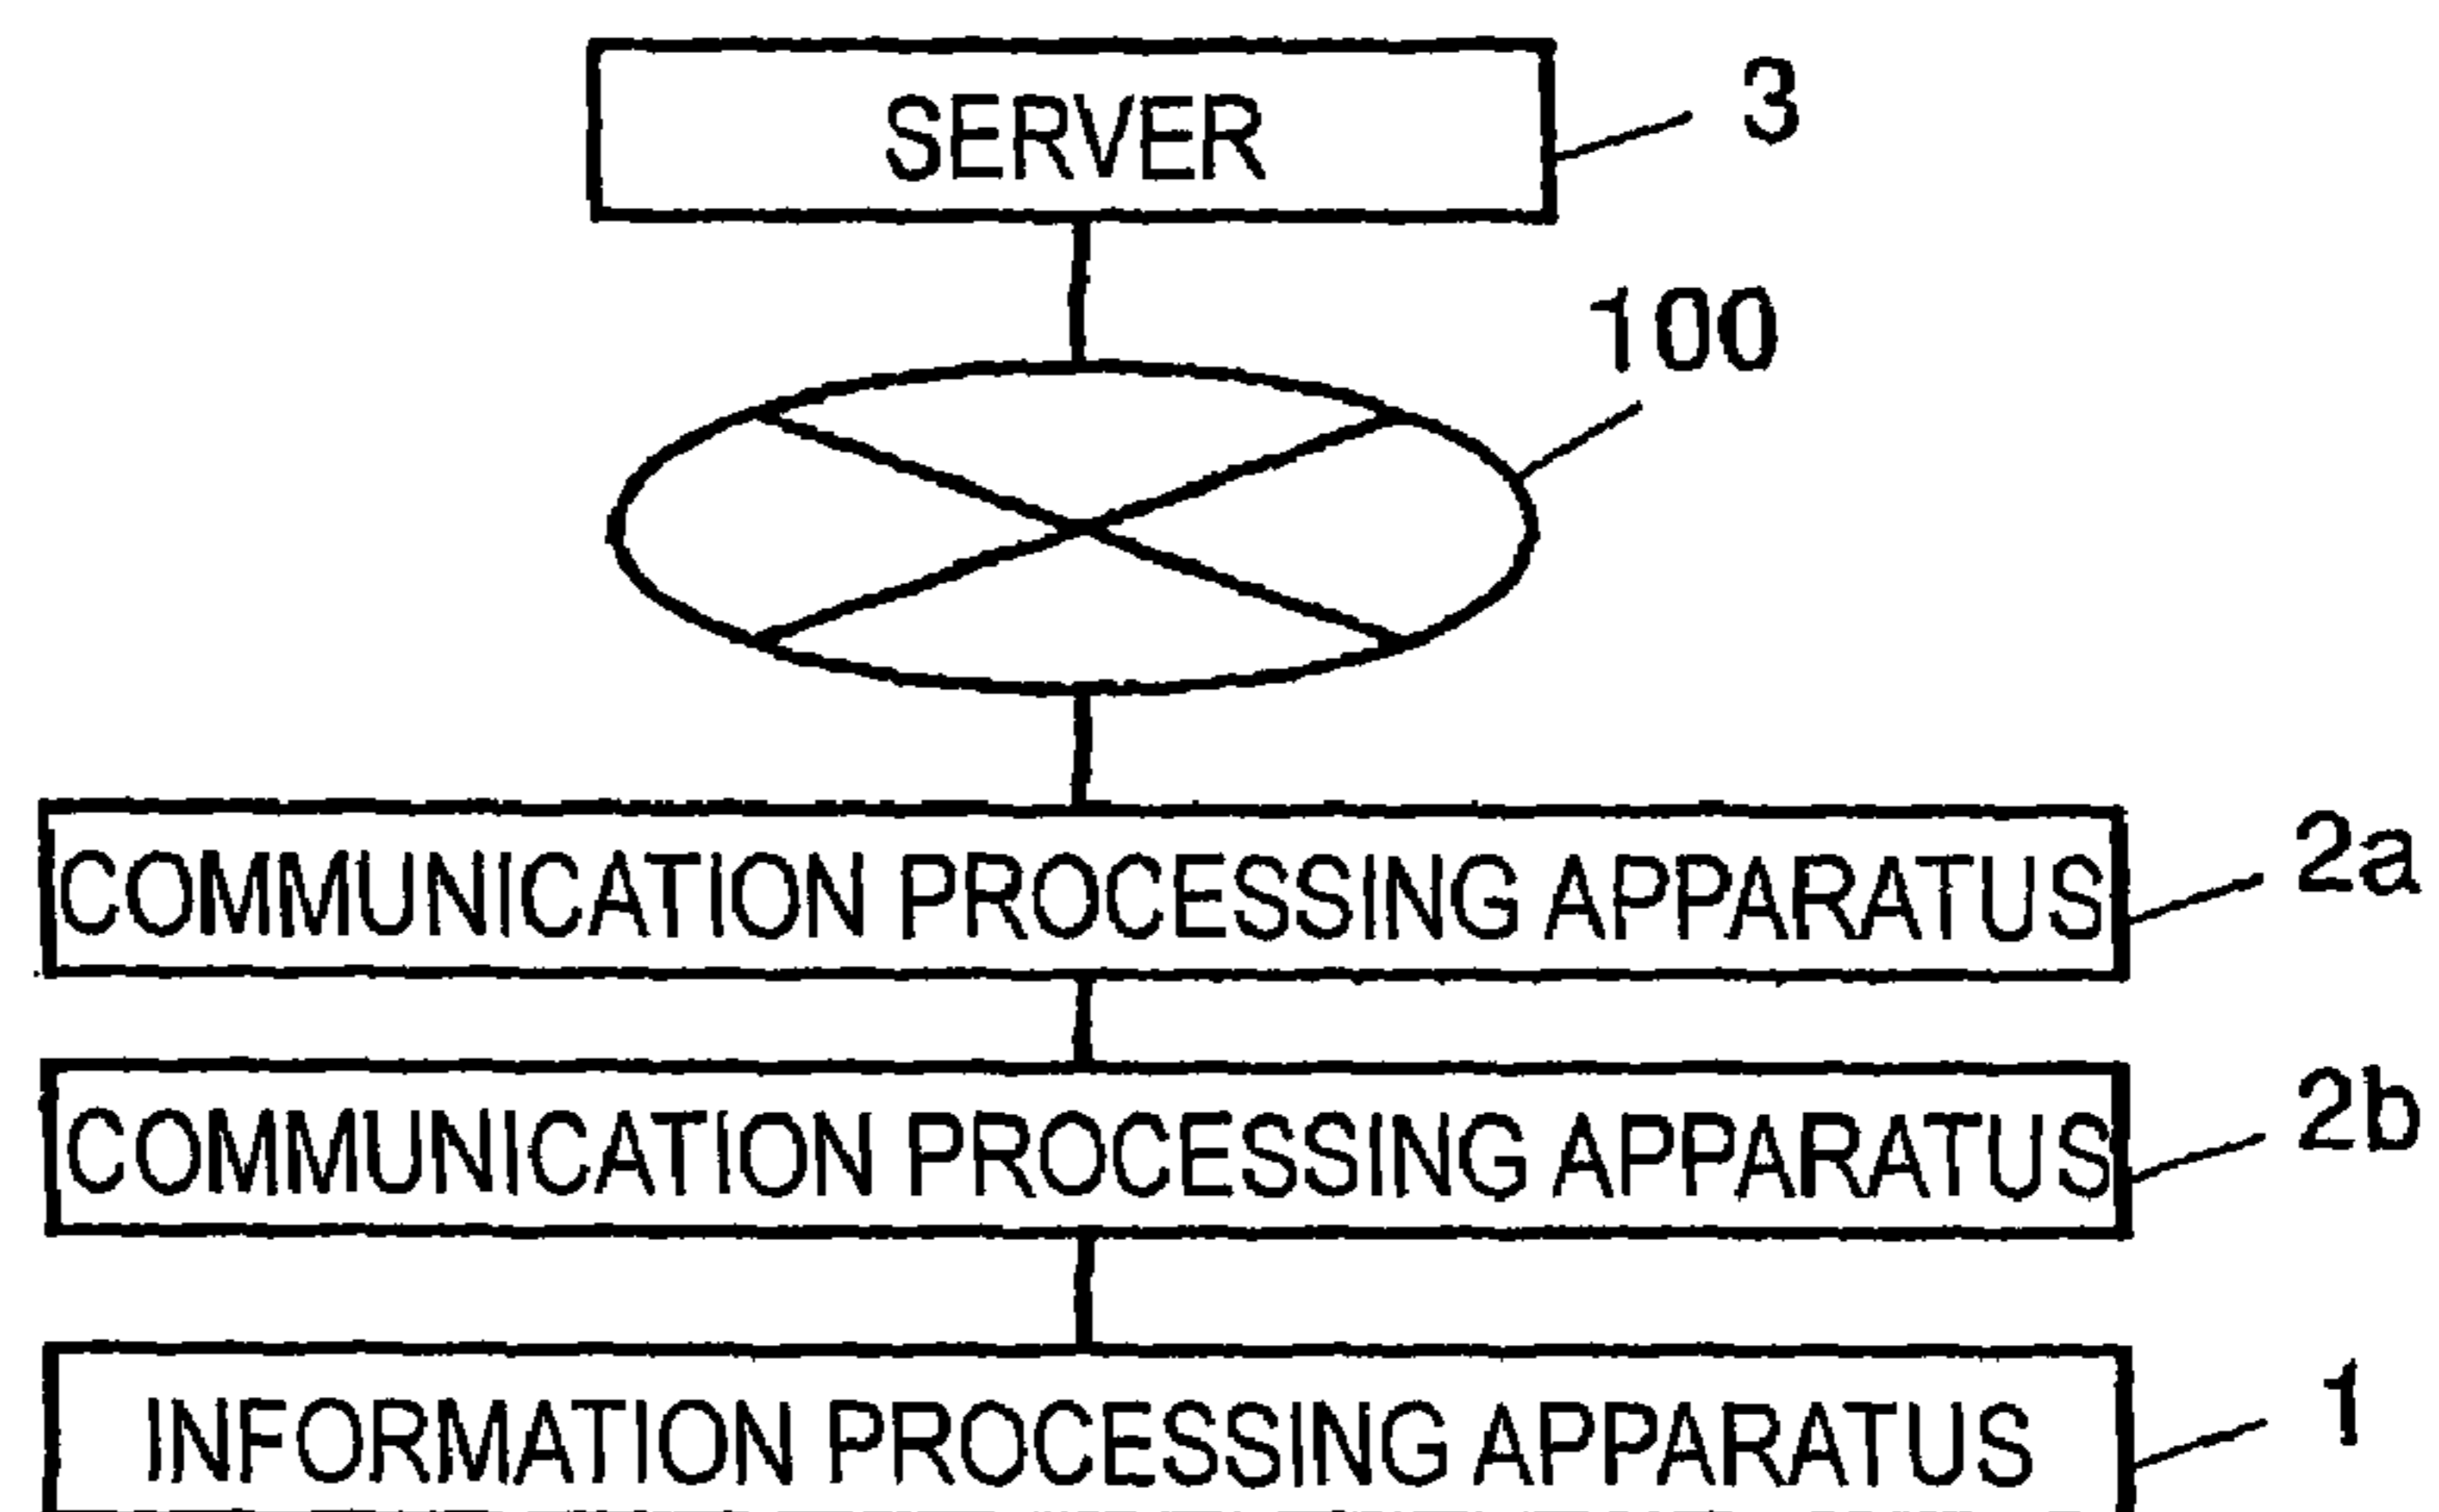 SERVER 3
100
COMMUNICATION PROCESSING APPARATUS 2a
COMMUNICATION PROCESSING APPARATUS 2b
INFORMATION PROCESSING APPARATUS 1